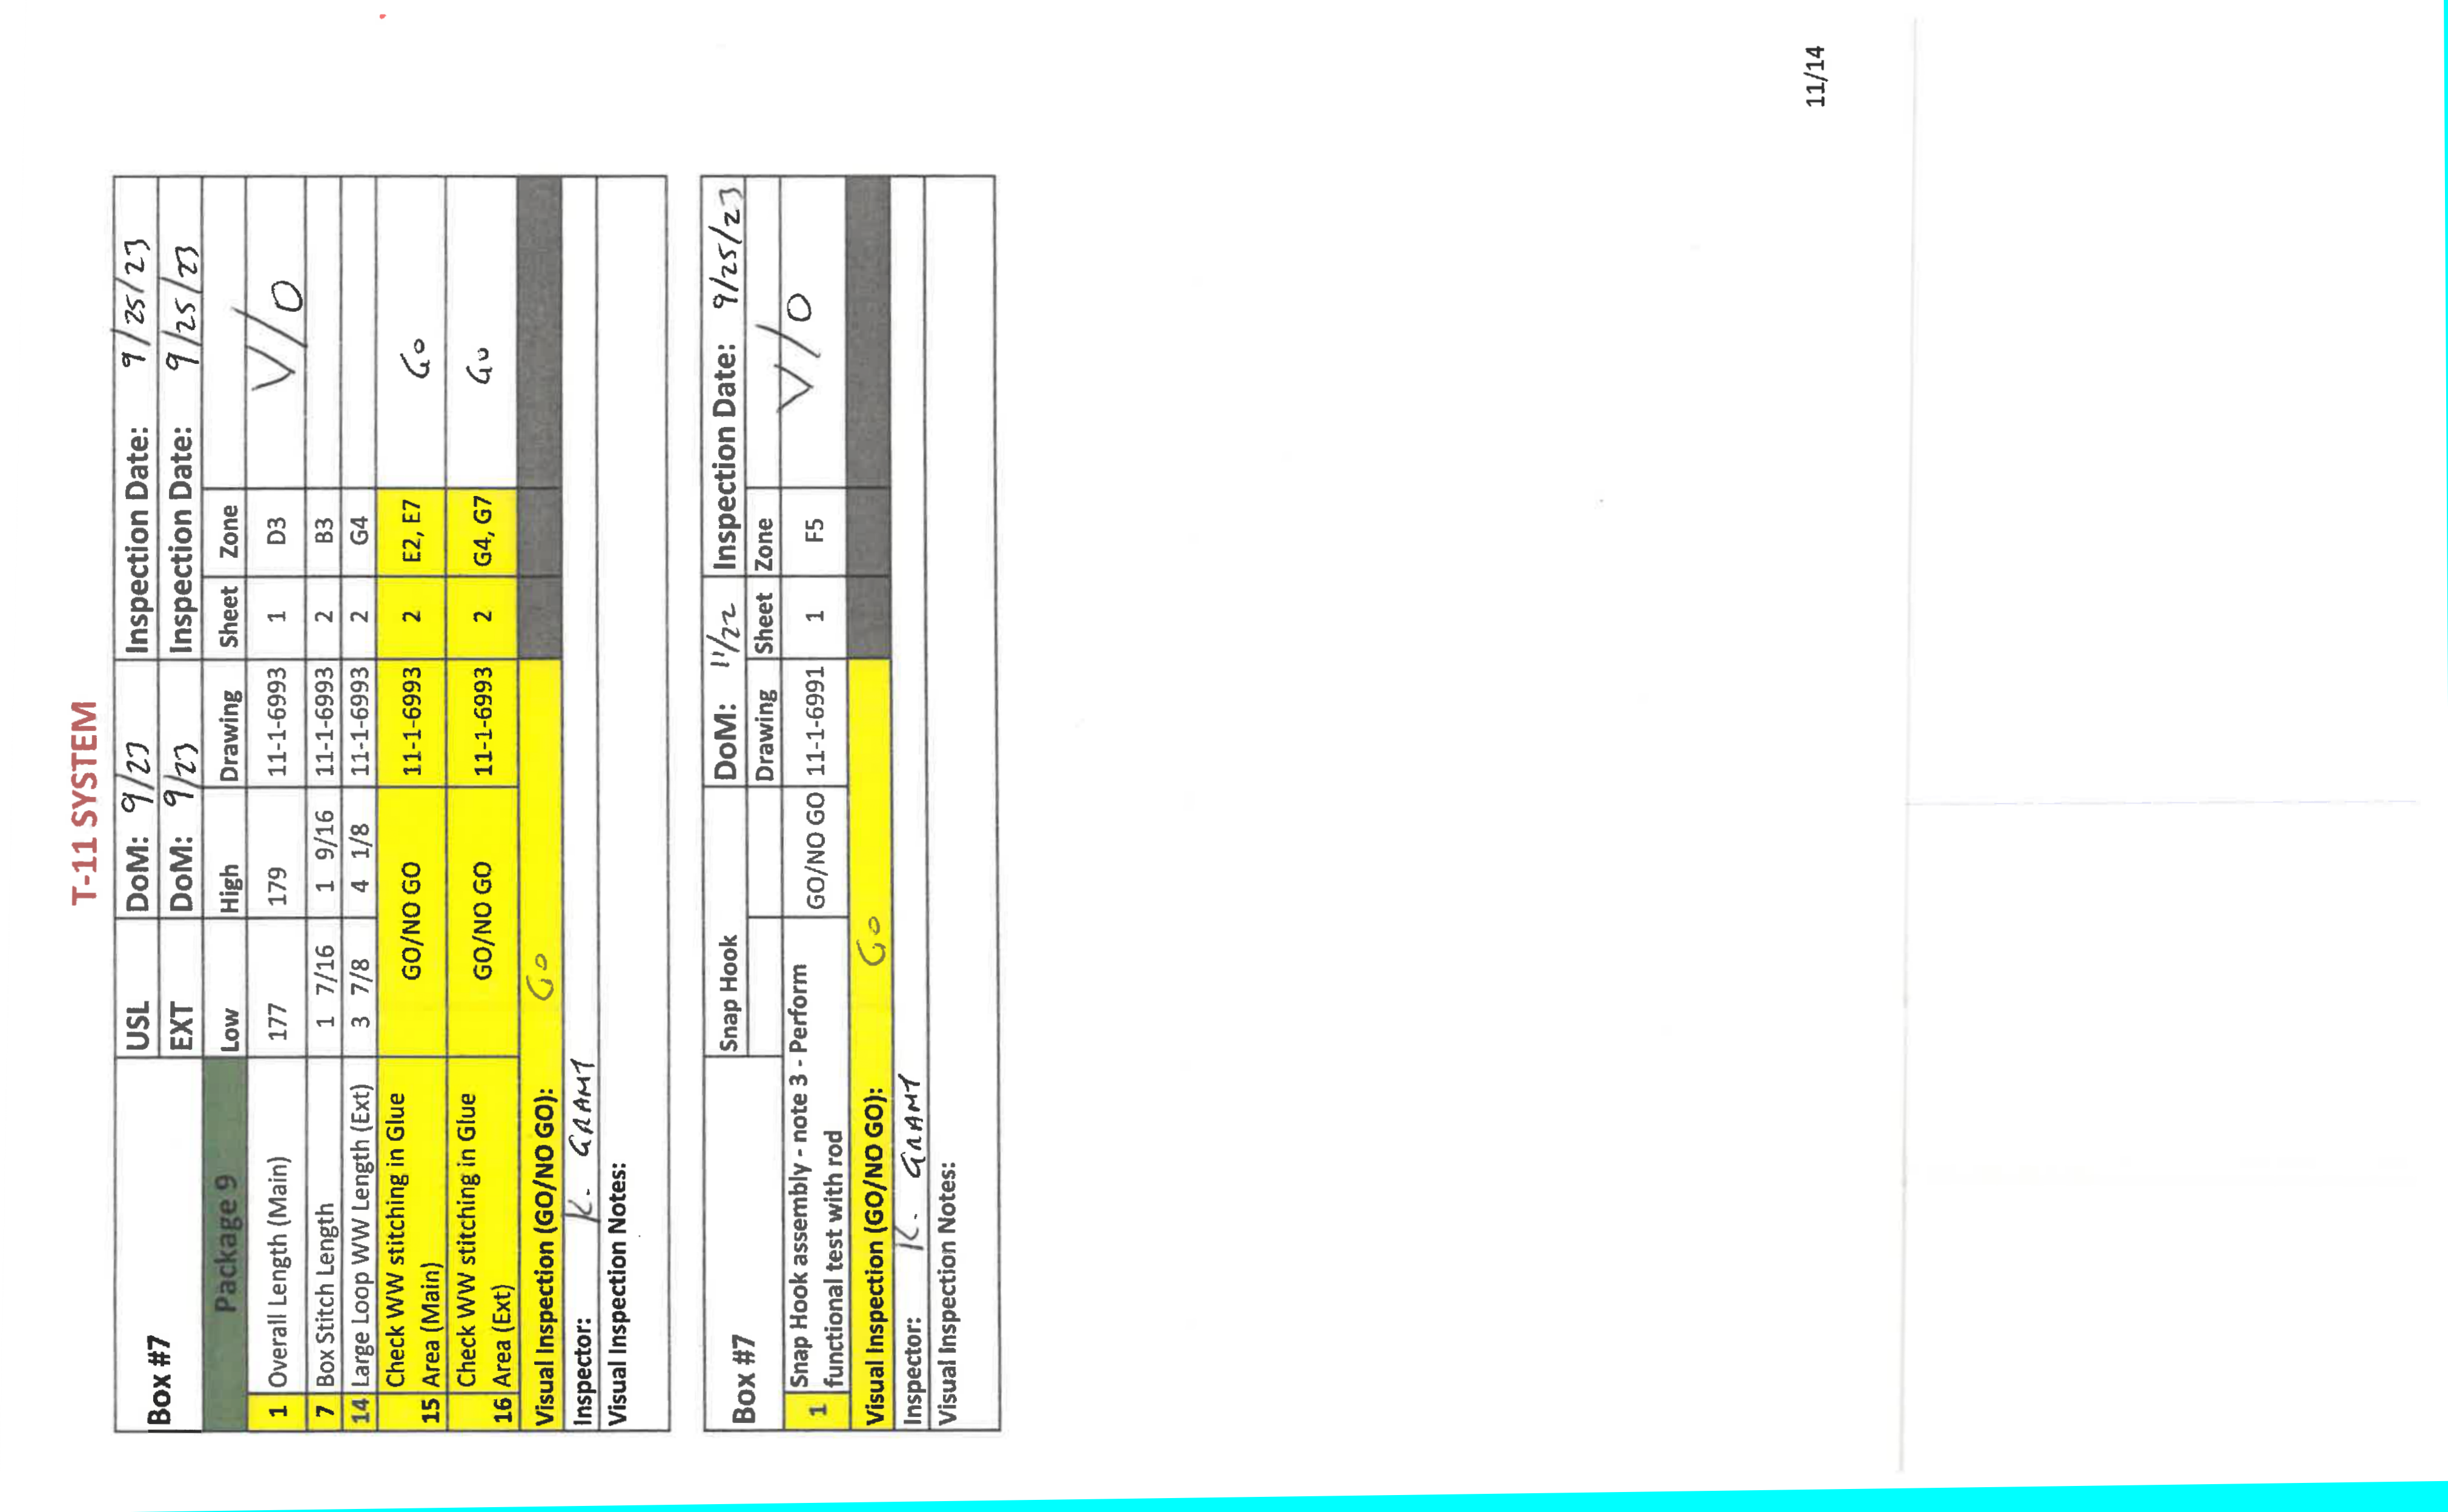 T-11 SYSTEM
Box #7 USL DoM: 9/23 Inspection Date: 9/25/23
EXT DoM: 9/23 Inspection Date: 9/25/23
Package 9 Low High Drawing Sheet Zone
1 Overall Length (Main) 177 179 11-1-6993 1 D3 V/O
7 Box Stitch Length 1 7/16 1 9/16 11-1-6993 2 B3
14 Large Loop WW Length (Ext) 3 7/8 4 1/8 11-1-6993 2 G4
15 Check WW stitching in Glue Area (Main) GO/NO GO 11-1-6993 2 E2, E7 Go
16 Check WW stitching in Glue Area (Ext) GO/NO GO 11-1-6993 2 G4, G7 Go
Visual Inspection (GO/NO GO): Go
Inspector: K. GRANT
Visual Inspection Notes:
Box #7 Snap Hook DoM: 11/22 Inspection Date: 9/25/23
Drawing Sheet Zone
1 Snap Hook assembly - note 3 - Perform functional test with rod GO/NO GO 11-1-6991 1 F5 V/O
Visual Inspection (GO/NO GO): Go
Inspector: K. GRANT
Visual Inspection Notes:
11/14